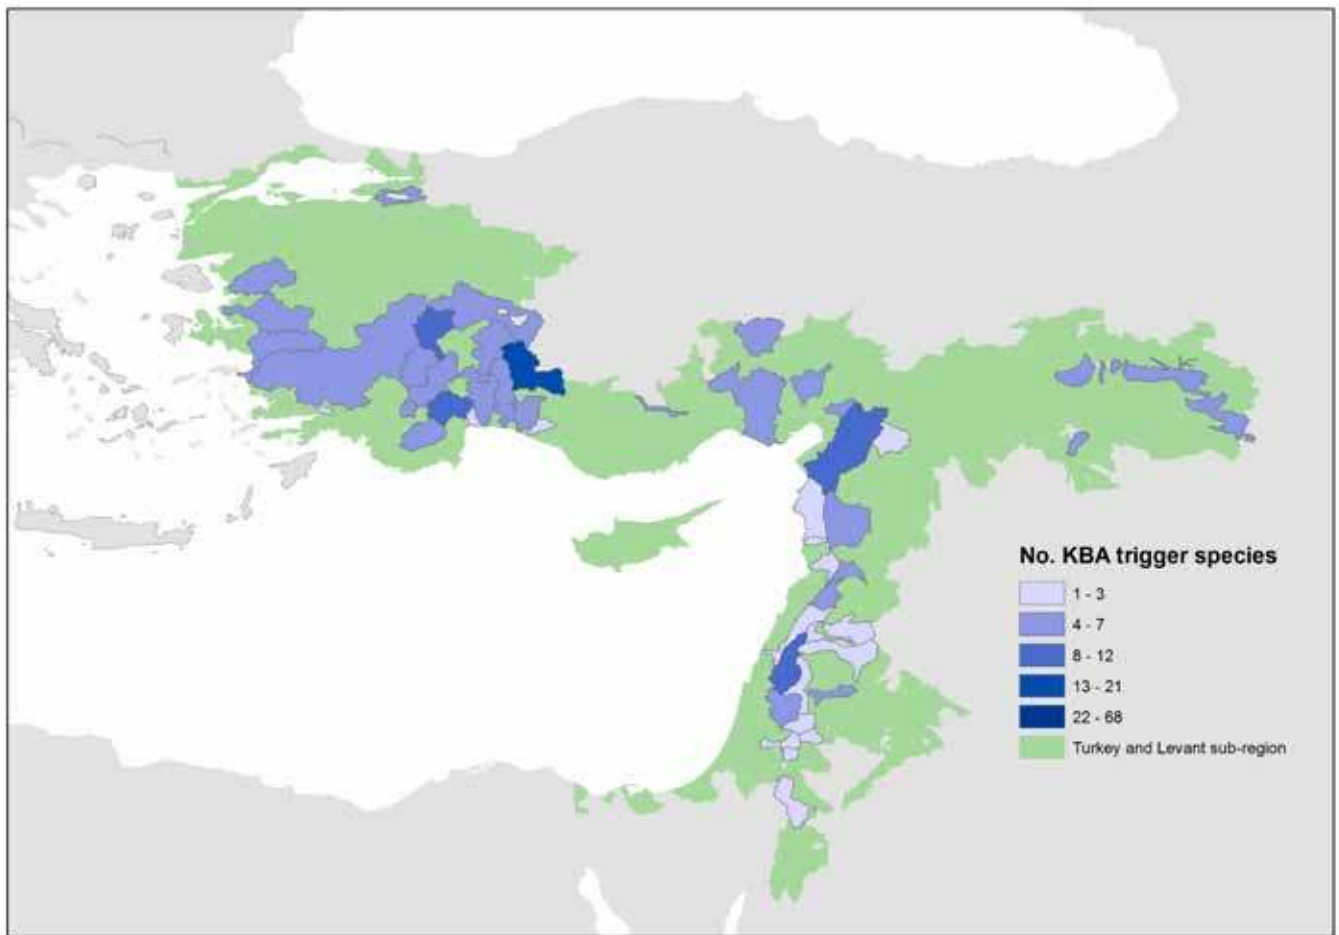 No. KBA trigger species
1 - 3
4 - 7
8 - 12
13 - 21
22 - 68
Turkey and Levant sub-region